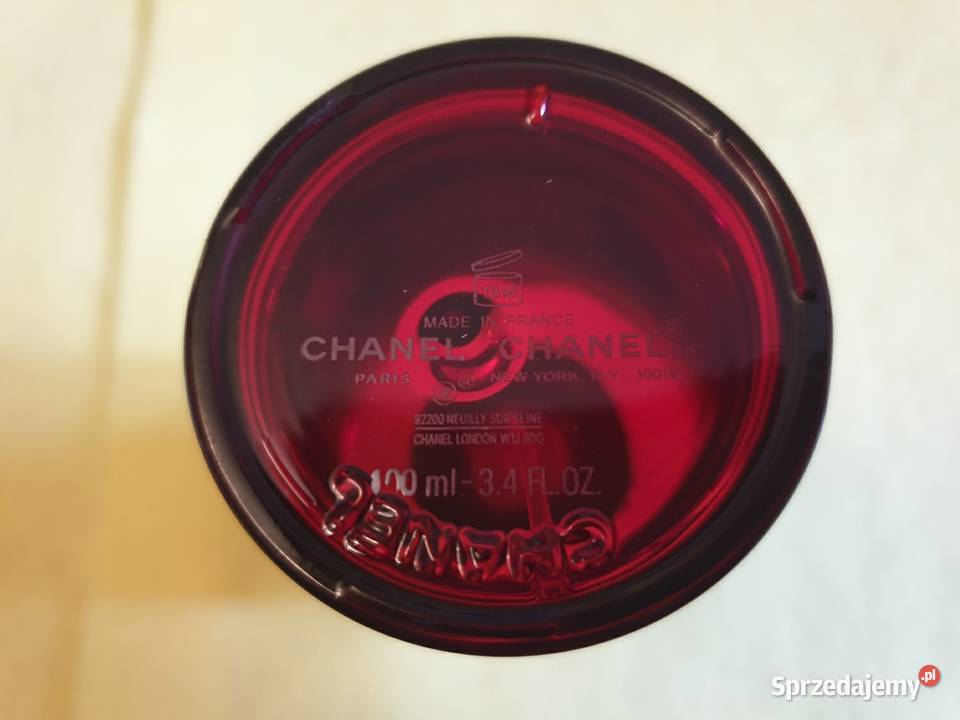 18M
MADE IN FRANCE
CHANEL CHANEL®
PARIS NEW YORK, N.Y., 10019
92200 NEUILLY SUR SEINE
CHANEL LONDON W1J 6DG
100 ml - 3.4 FL.OZ.
CHANEL
Sprzedajemy.pl